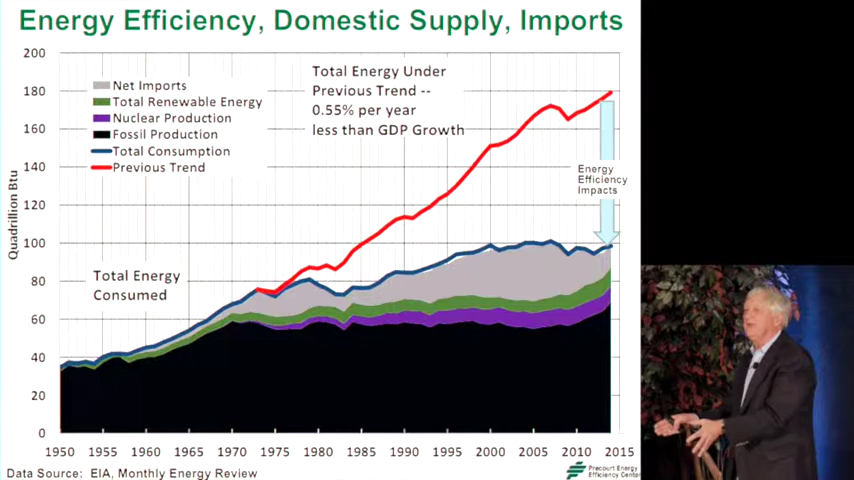 Energy Efficiency, Domestic Supply, Imports
200
180
160
140
120
100
80
60
40
20
0
Quadrillion Btu
Net Imports
Total Renewable Energy
Nuclear Production
Fossil Production
Total Consumption
Previous Trend
Total Energy Under
Previous Trend --
0.55% per year
less than GDP Growth
Energy
Efficiency
Impacts
Total Energy
Consumed
1950 1955 1960 1965 1970 1975 1980 1985 1990 1995 2000 2005 2010 2015
Data Source: EIA, Monthly Energy Review
Precourt Energy
Efficiency Center